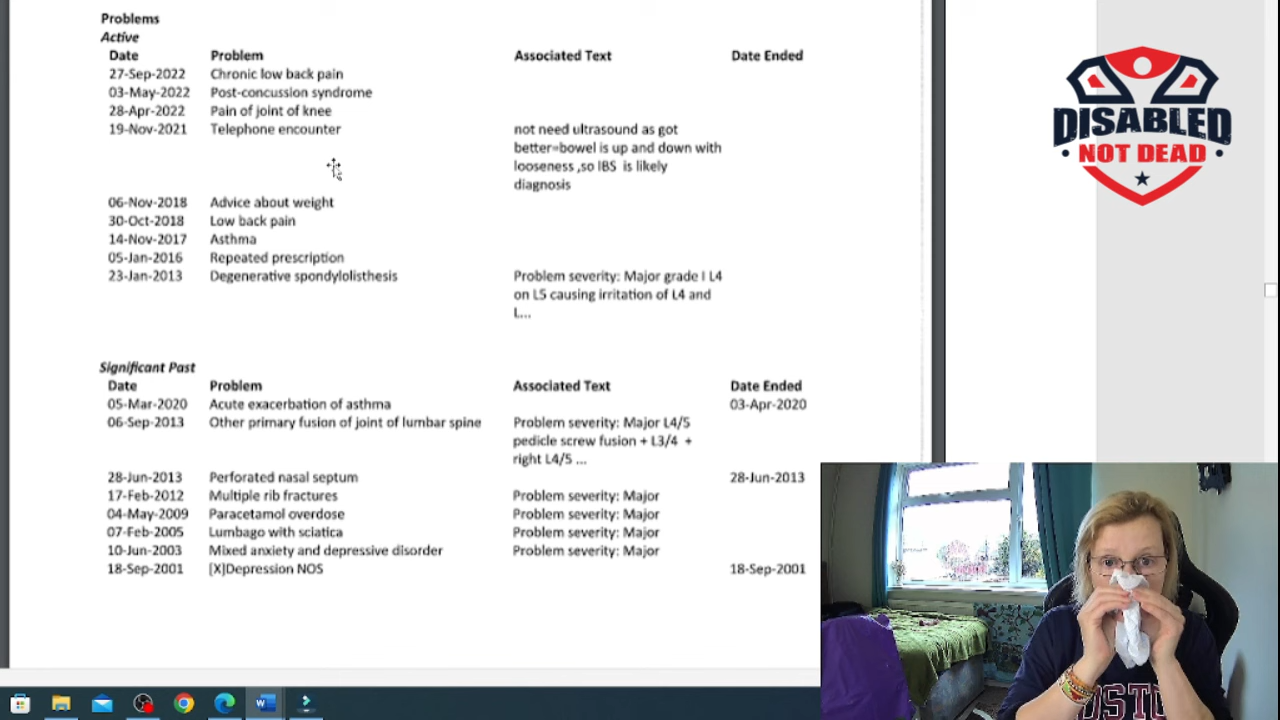 Problems
Active
Date Problem Associated Text Date Ended
27-Sep-2022 Chronic low back pain
03-May-2022 Post-concussion syndrome
28-Apr-2022 Pain of joint of knee
19-Nov-2021 Telephone encounter not need ultrasound as got
better=bowel is up and down with
looseness ,so IBS is likely
diagnosis
06-Nov-2018 Advice about weight
30-Oct-2018 Low back pain
14-Nov-2017 Asthma
05-Jan-2016 Repeated prescription
23-Jan-2013 Degenerative spondylolisthesis Problem severity: Major grade I L4
on L5 causing irritation of L4 and
L...
Significant Past
Date Problem Associated Text Date Ended
05-Mar-2020 Acute exacerbation of asthma 03-Apr-2020
06-Sep-2013 Other primary fusion of joint of lumbar spine Problem severity: Major L4/5
pedicle screw fusion + L3/4 +
right L4/5 ...
28-Jun-2013 Perforated nasal septum 28-Jun-2013
17-Feb-2012 Multiple rib fractures Problem severity: Major
04-May-2009 Paracetamol overdose Problem severity: Major
07-Feb-2005 Lumbago with sciatica Problem severity: Major
10-Jun-2003 Mixed anxiety and depressive disorder Problem severity: Major
18-Sep-2001 [X]Depression NOS 18-Sep-2001
DISABLED
NOT DEAD